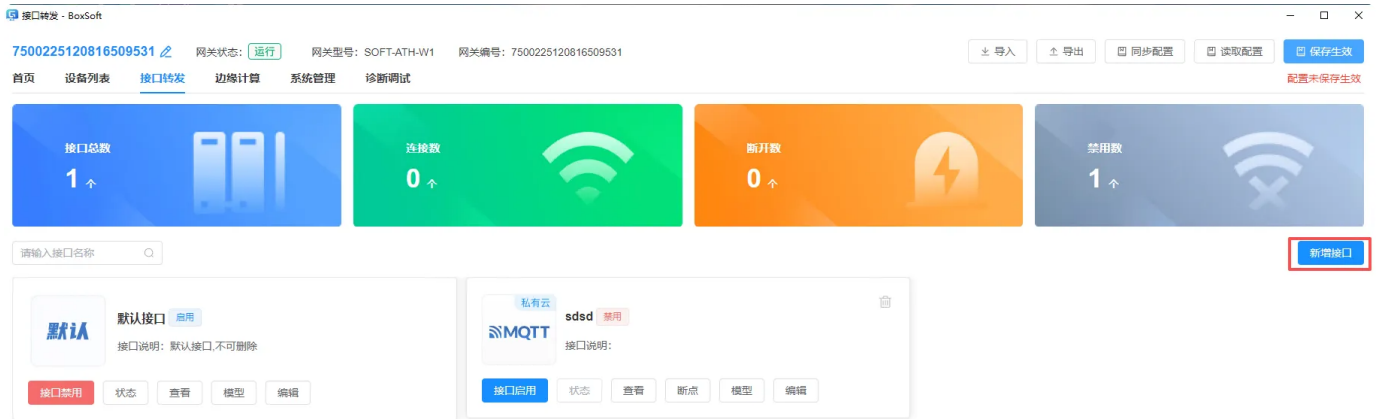 接口转发 - BoxSoft
7500225120816509531 网关状态： 运行 网关型号：SOFT-ATH-W1 网关编号：7500225120816509531 导入 导出 同步配置 读取配置 保存生效
首页 设备列表 接口转发 边缘计算 系统管理 诊断调试 配置未保存生效
接口总数 连接数 断开数 禁用数
1 个 0 个 0 个 1 个
请输入接口名称 新增接口
私有云
默认 默认接口 启用 MQTT sdsd 禁用
接口说明：默认接口,不可删除 接口说明：
接口禁用 状态 查看 模型 编辑 接口启用 状态 查看 断点 模型 编辑